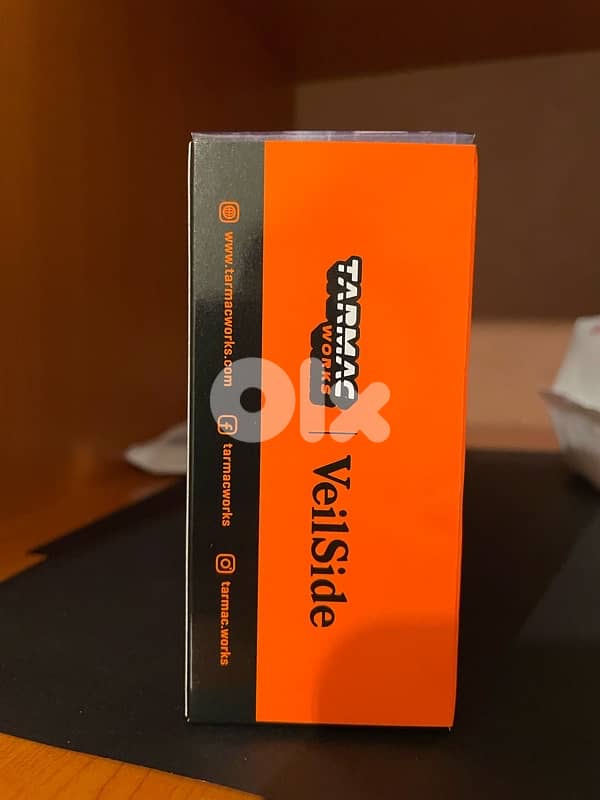 www.tarmacworks.com
tarmacworks
tarmac.works
TARMAC
WORKS
VeilSide
olx